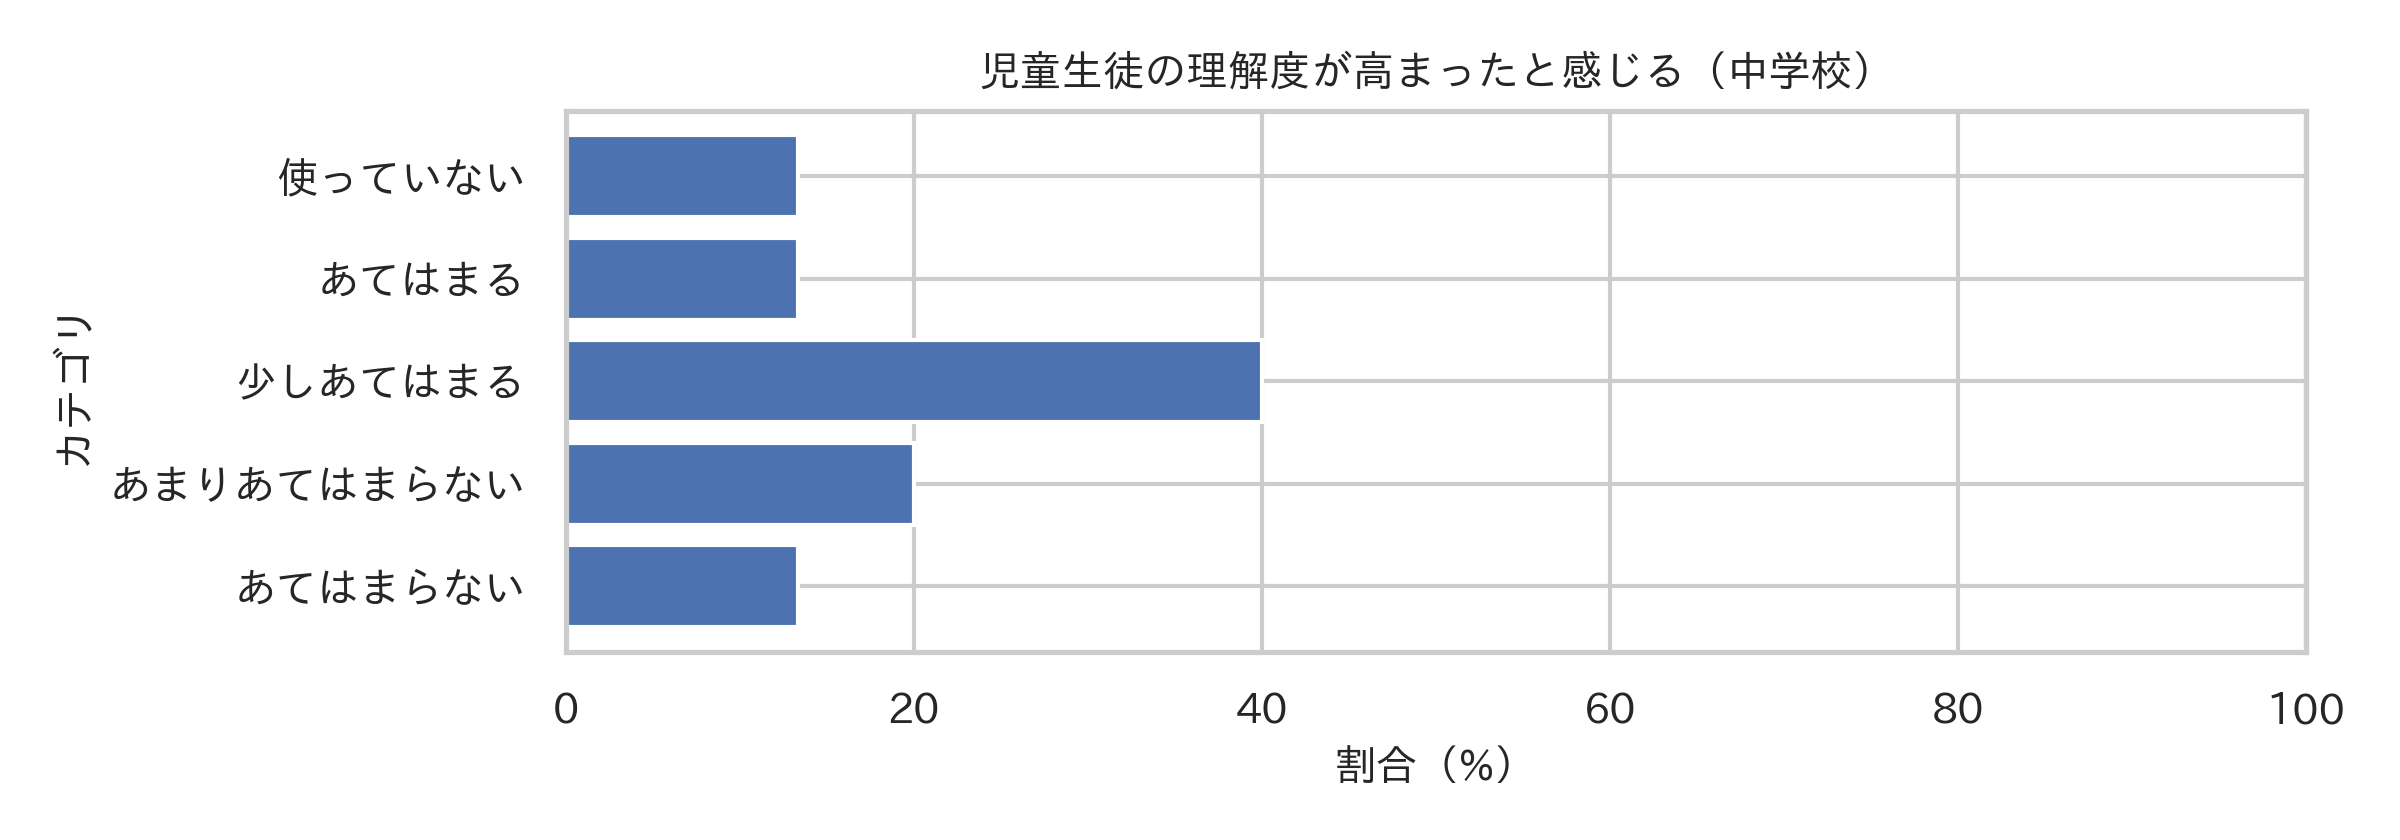 児童生徒の理解度が高まったと感じる（中学校）
カテゴリ
使っていない
あてはまる
少しあてはまる
あまりあてはまらない
あてはまらない
0 20 40 60 80 100
割合（%）